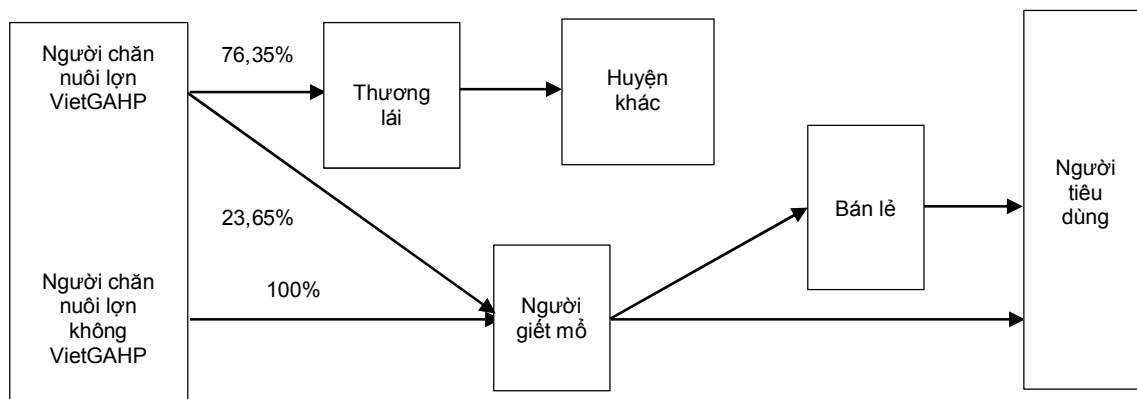 Người chăn
nuôi lợn
VietGAHP
76,35%
Thương
lái
Huyện
khác
Bán lẻ
Người
tiêu
dùng
23,65%
Người chăn
nuôi lợn
không
VietGAHP
100%
Người
giết mổ